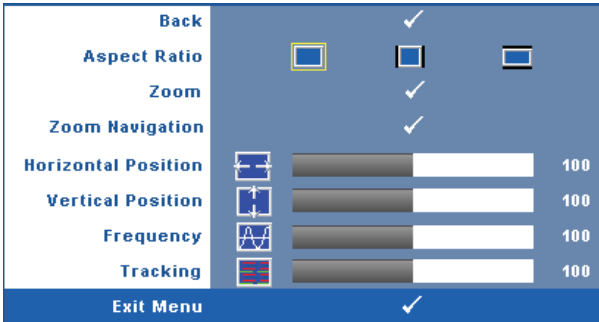 Back
Aspect Ratio
Zoom
Zoom Navigation
Horizontal Position 100
Vertical Position 100
Frequency 100
Tracking 100
Exit Menu